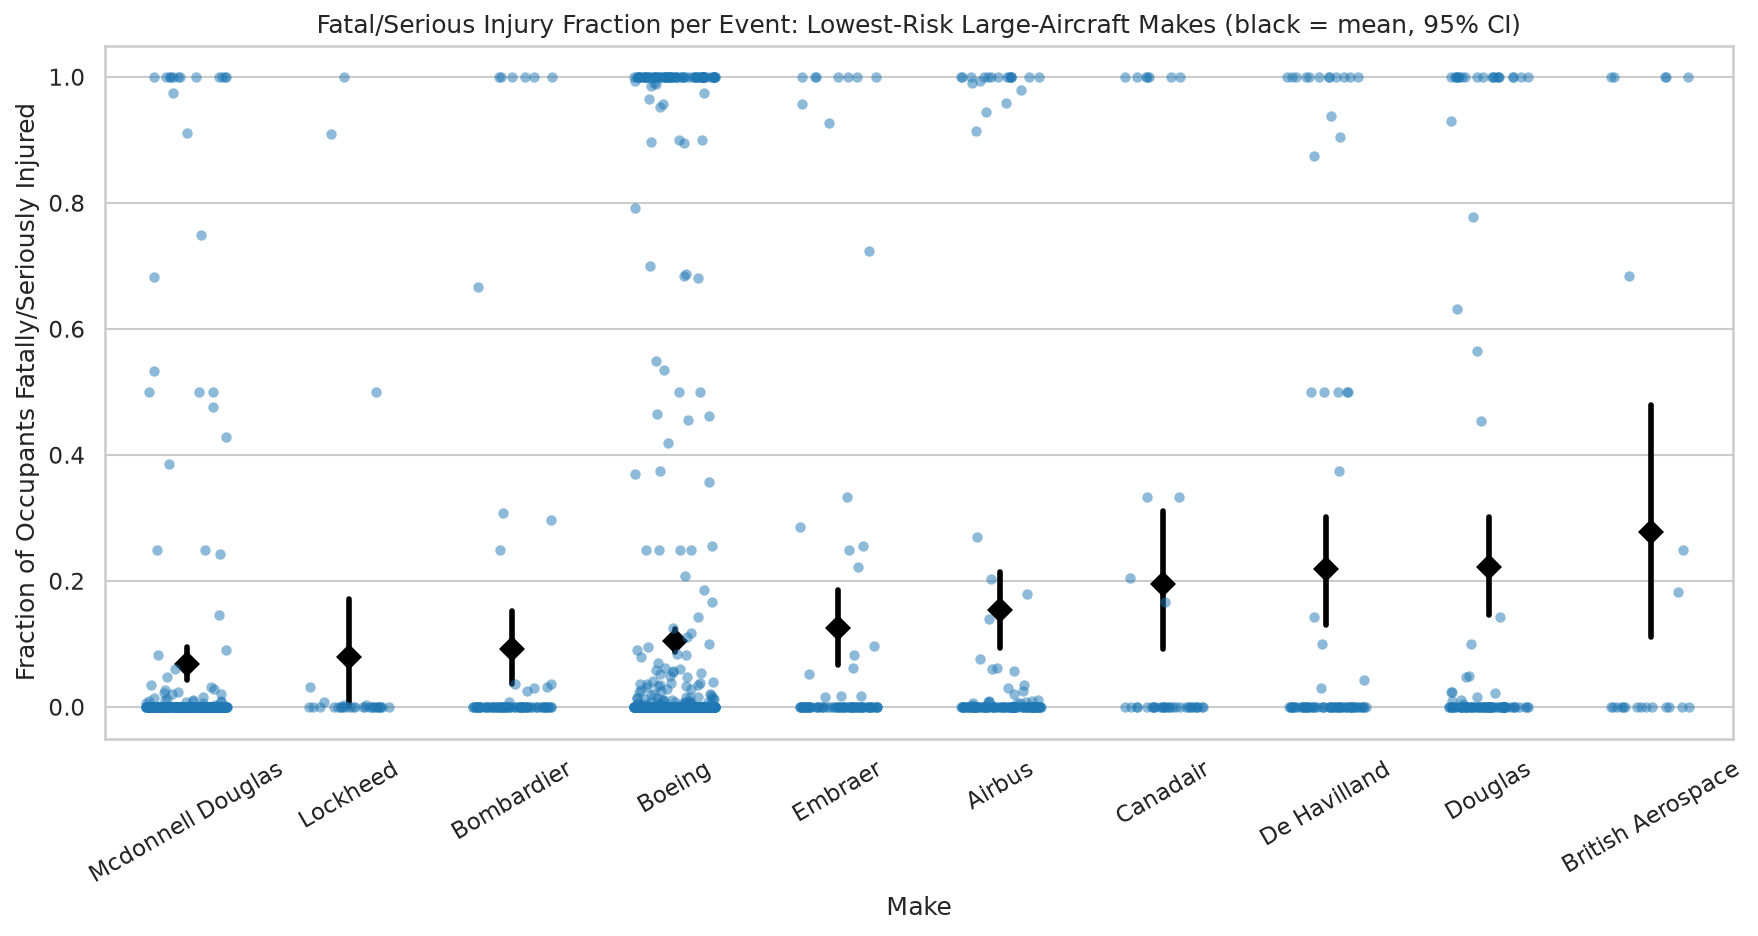 Fatal/Serious Injury Fraction per Event: Lowest-Risk Large-Aircraft Makes (black = mean, 95% CI)
Fraction of Occupants Fatally/Seriously Injured
1.0
0.8
0.6
0.4
0.2
0.0
Mcdonnell Douglas
Lockheed
Bombardier
Boeing
Embraer
Airbus
Canadair
De Havilland
Douglas
British Aerospace
Make